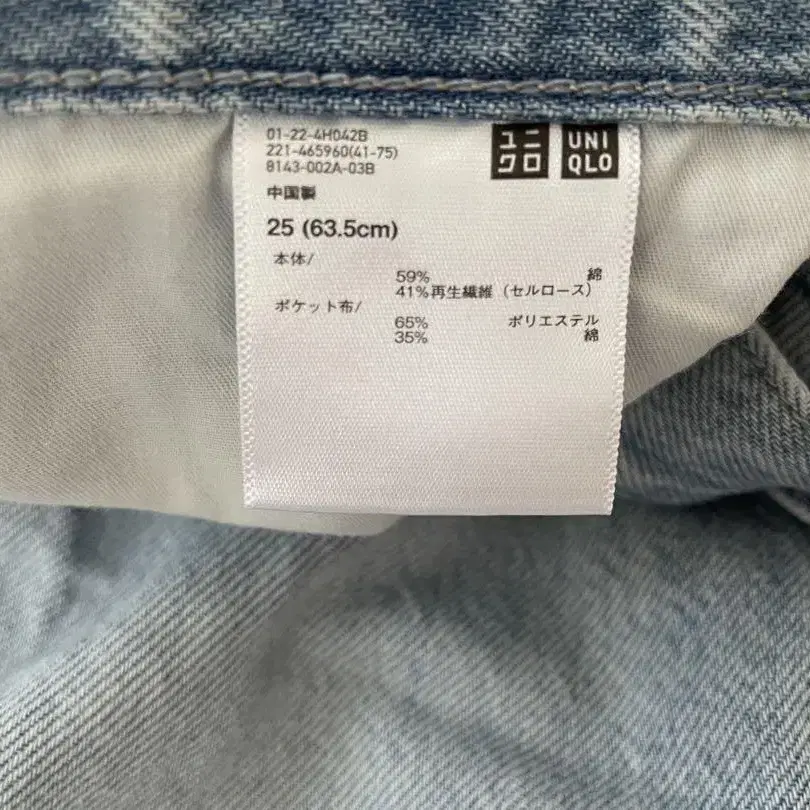 01-22-4H042B
221-465960(41-75)
8143-002A-03B
ユニ
クロ
UNI
QLO
中国製
25 (63.5cm)
本体/
59% 綿
41%再生繊維（セルロース）
ポケット布/
65% ポリエステル
35% 綿